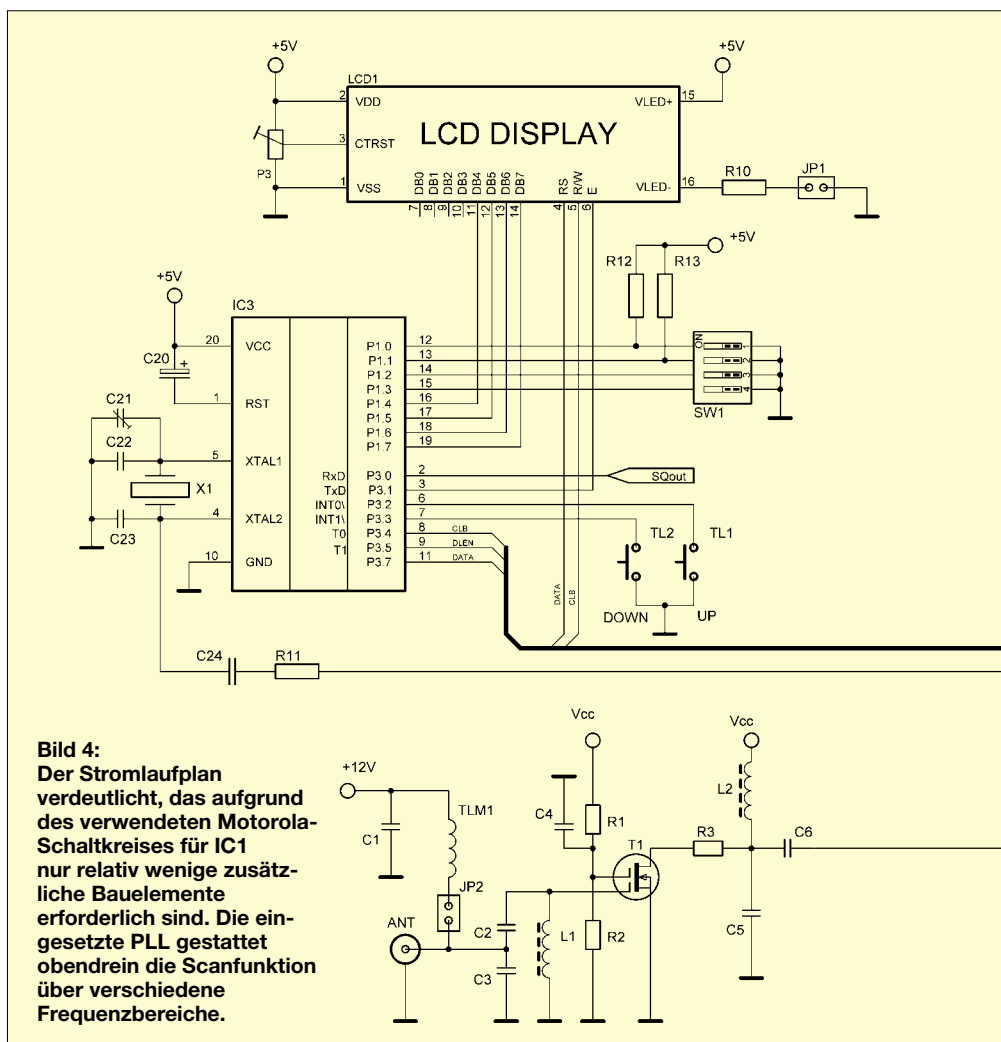 +5V
+5V
LCD1
2 VDD
VLED+ 15
LCD DISPLAY
3 CTRST
P3
1 VSS
VLED- 16
R10
JP1
DB0 DB1 DB2 DB3 DB4 DB5 DB6 DB7 RS R/W E
7 8 9 10 11 12 13 14 4 5 6
+5V
R12 R13
+5V
IC3
20 VCC
P1.0 12
ON
1
C20 +
P1.1 13
2
P1.2 14
3
1 RST
P1.3 15
4
C21
P1.4 16
SW1
P1.5 17
C22
P1.6 18
P1.7 19
5 XTAL1
RxD P3.0 2
SQout
X1
TxD P3.1 3
INT0\ P3.2 6
4 XTAL2
INT1\ P3.3 7
TL2 TL1
C23
T0 P3.4 8 CLB
T1 P3.5 9 DLEN
10 GND
P3.7 11 DATA
DATA
CLB
DOWN UP
C24 R11
Vcc
Vcc
+12V
TLM1
C4
L2
C1
R1
T1
R3
C6
JP2
ANT
C2
L1
R2
C5
C3
Bild 4:
Der Stromlaufplan
verdeutlicht, das aufgrund
des verwendeten Motorola-
Schaltkreises für IC1
nur relativ wenige zusätz-
liche Bauelemente
erforderlich sind. Die ein-
gesetzte PLL gestattet
obendrein die Scanfunktion
über verschiedene
Frequenzbereiche.